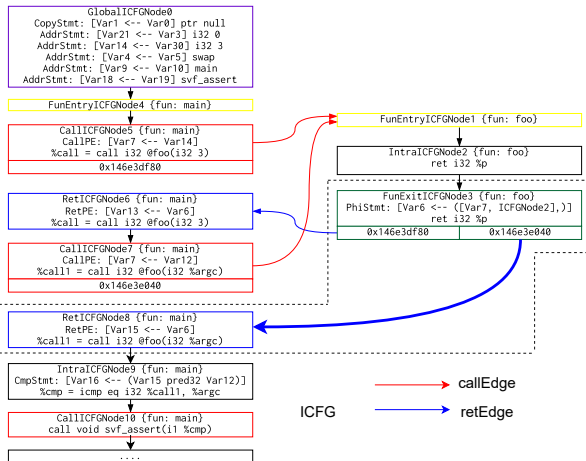 GlobalICFGNode0
CopyStmt: [Var1 <-- Var0] ptr null
AddrStmt: [Var21 <-- Var3] i32 0
AddrStmt: [Var14 <-- Var30] i32 3
AddrStmt: [Var4 <-- Var5] swap
AddrStmt: [Var9 <-- Var10] main
AddrStmt: [Var18 <-- Var19] svf_assert
FunEntryICFGNode4 {fun: main}
CallICFGNode5 {fun: main}
CallPE: [Var7 <-- Var14]
%call = call i32 @foo(i32 3)
0x146e3df80
RetICFGNode6 {fun: main}
RetPE: [Var13 <-- Var6]
%call = call i32 @foo(i32 3)
CallICFGNode7 {fun: main}
CallPE: [Var7 <-- Var12]
%call1 = call i32 @foo(i32 %argc)
0x146e3e040
RetICFGNode8 {fun: main}
RetPE: [Var15 <-- Var6]
%call1 = call i32 @foo(i32 %argc)
IntraICFGNode9 {fun: main}
CmpStmt: [Var16 <-- (Var15 pred32 Var12)]
%cmp = icmp eq i32 %call1, %argc
CallICFGNode10 {fun: main}
call void svf_assert(i1 %cmp)
....
FunEntryICFGNode1 {fun: foo}
IntraICFGNode2 {fun: foo}
ret i32 %p
FunExitICFGNode3 {fun: foo}
PhiStmt: [Var6 <-- ([Var7, ICFGNode2],)]
ret i32 %p
0x146e3df80 0x146e3e040
ICFG
callEdge
retEdge